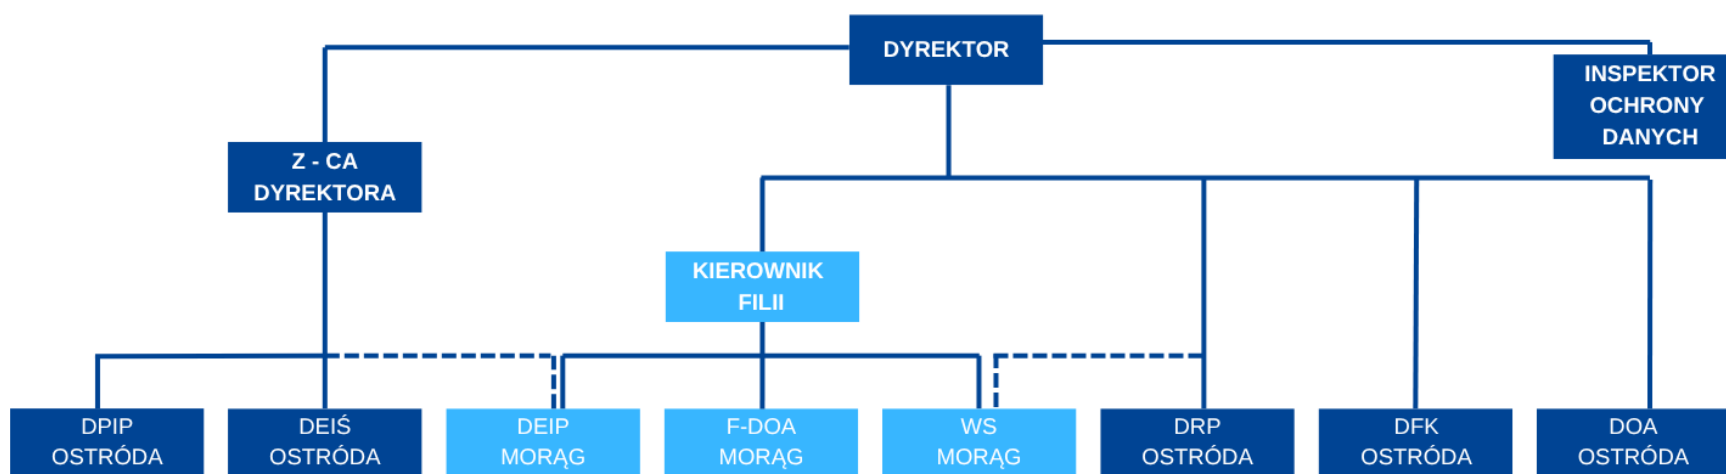 DYREKTOR
INSPEKTOR
OCHRONY
DANYCH
Z - CA
DYREKTORA
KIEROWNIK
FILII
DPIP
OSTRÓDA
DEIŚ
OSTRÓDA
DEIP
MORĄG
F-DOA
MORĄG
WS
MORĄG
DRP
OSTRÓDA
DFK
OSTRÓDA
DOA
OSTRÓDA